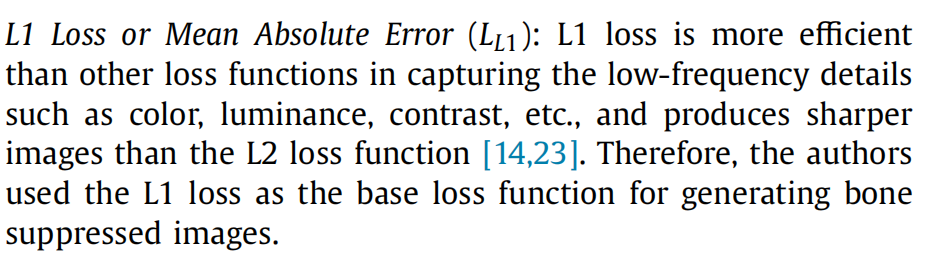 L1 Loss or Mean Absolute Error (L_{L1}): L1 loss is more efficient
than other loss functions in capturing the low-frequency details
such as color, luminance, contrast, etc., and produces sharper
images than the L2 loss function [14,23]. Therefore, the authors
used the L1 loss as the base loss function for generating bone
suppressed images.